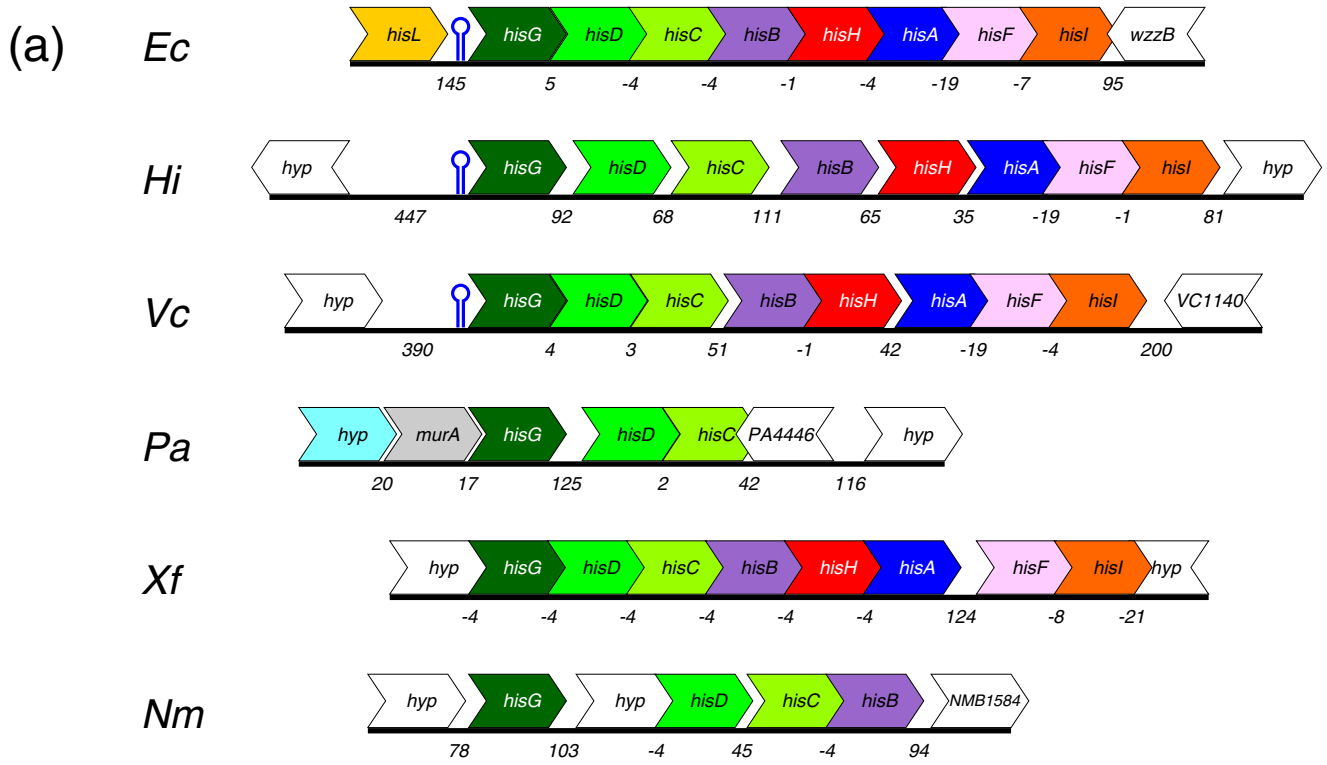 (a)
Ec
hisL hisG hisD hisC hisB hisH hisA hisF hisI wzzB
145 5 -4 -4 -1 -4 -19 -7 95
Hi
hyp hisG hisD hisC hisB hisH hisA hisF hisI hyp
447 92 68 111 65 35 -19 -1 81
Vc
hyp hisG hisD hisC hisB hisH hisA hisF hisI VC1140
390 4 3 51 -1 42 -19 -4 200
Pa
hyp murA hisG hisD hisC PA4446 hyp
20 17 125 2 42 116
Xf
hyp hisG hisD hisC hisB hisH hisA hisF hisI hyp
-4 -4 -4 -4 -4 -4 124 -8 -21
Nm
hyp hisG hyp hisD hisC hisB NMB1584
78 103 -4 45 -4 94